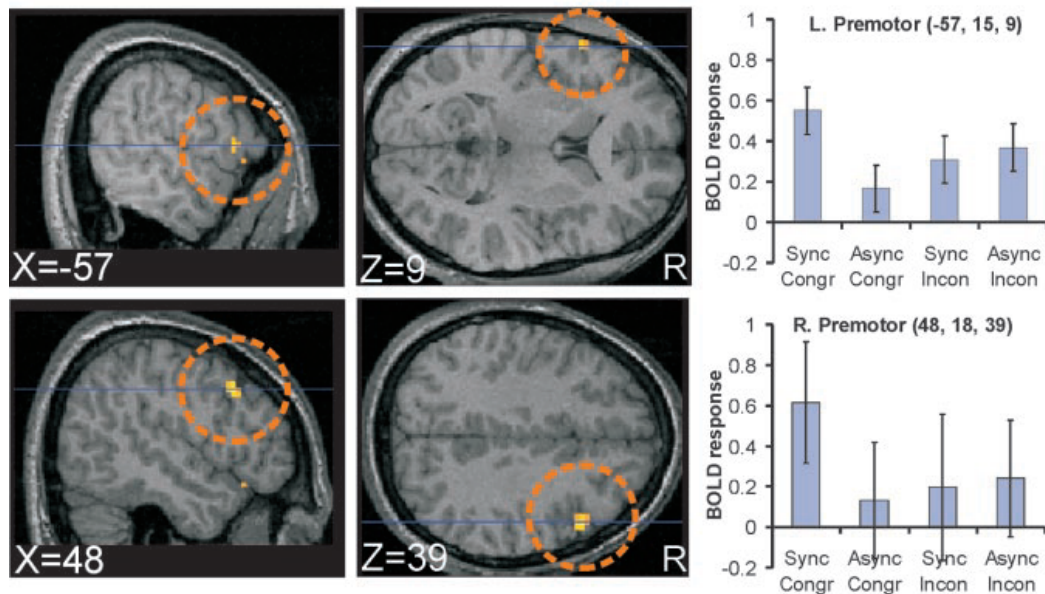 X=-57
Z=9
R
L. Premotor (-57, 15, 9)
BOLD response
1
0.8
0.6
0.4
0.2
0
-0.2
Sync Congr
Async Congr
Sync Incon
Async Incon
X=48
Z=39
R
R. Premotor (48, 18, 39)
BOLD response
1
0.8
0.6
0.4
0.2
0
-0.2
Sync Congr
Async Congr
Sync Incon
Async Incon